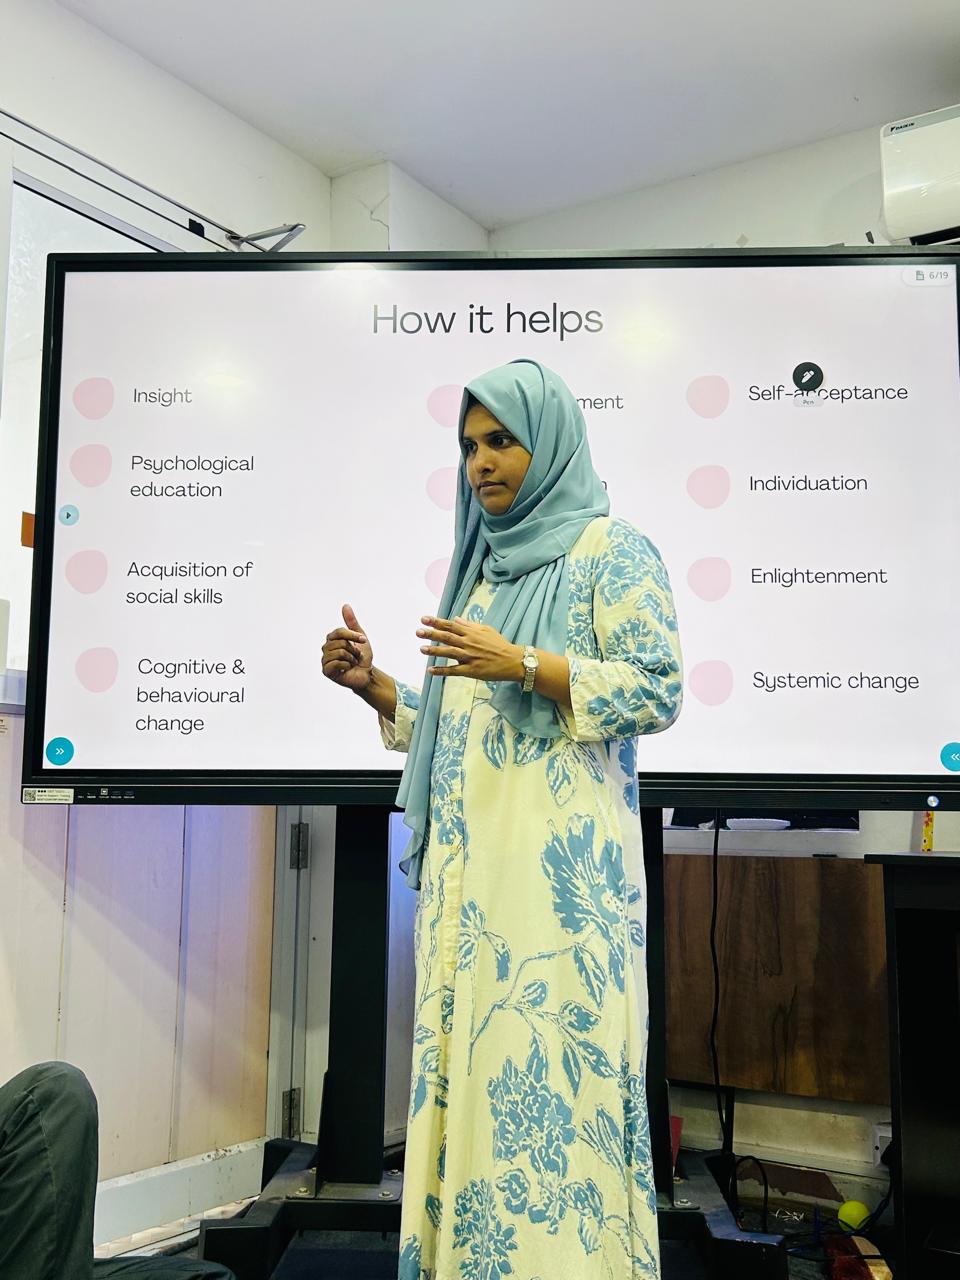 DAIKIN
6/19
How it helps
Insight
Psychological
education
Acquisition of
social skills
Cognitive &
behavioural
change
Self-acceptance
Pen
Individuation
Enlightenment
Systemic change